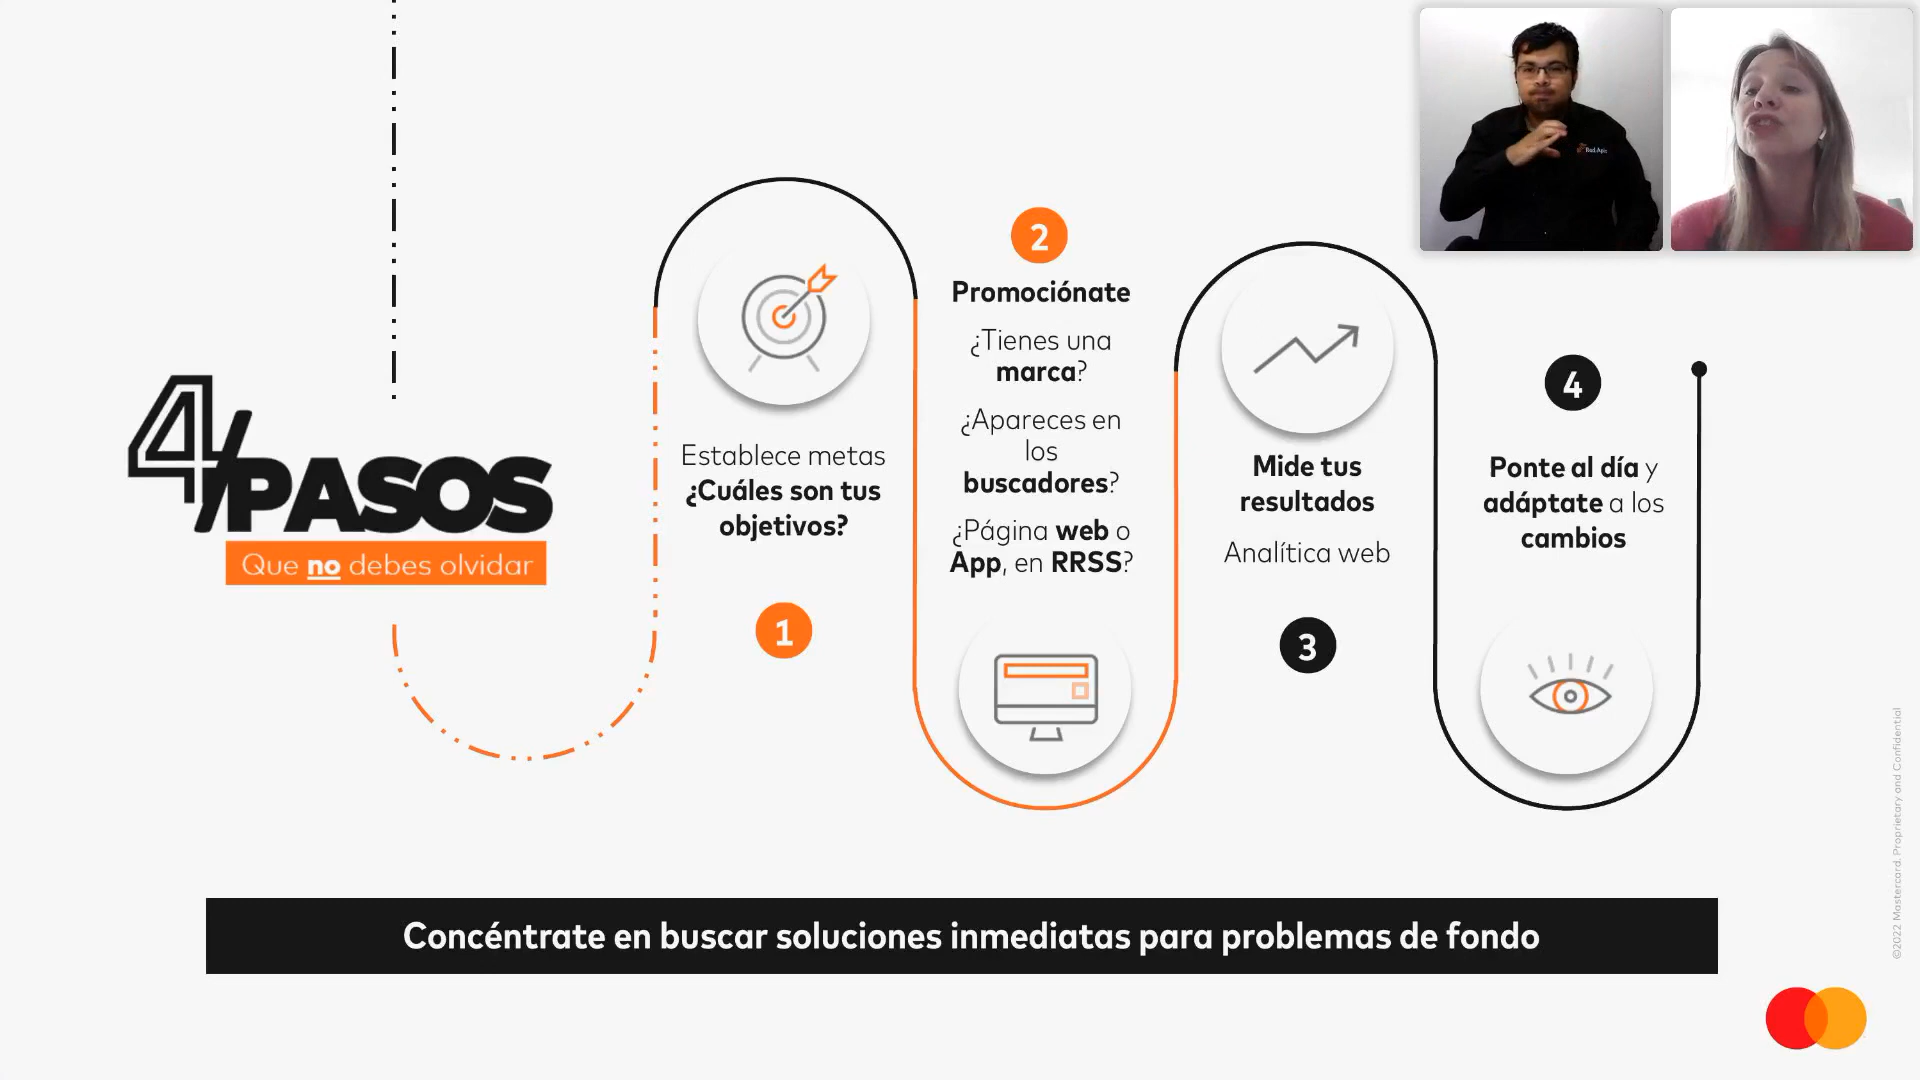 4/PASOS
Que no debes olvidar
Establece metas
¿Cuáles son tus
objetivos?
1
2
Promociónate
¿Tienes una
marca?
¿Apareces en
los
buscadores?
¿Página web o
App, en RRSS?
Mide tus
resultados
Analítica web
3
4
Ponte al día y
adáptate a los
cambios
Concéntrate en buscar soluciones inmediatas para problemas de fondo
©2022 Mastercard. Proprietary and Confidential
Red Apis